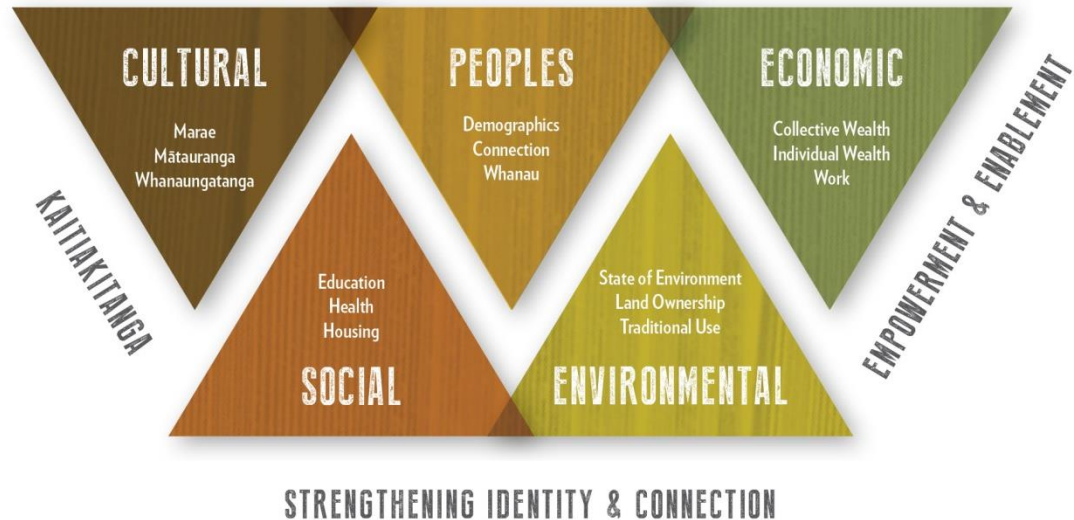 CULTURAL
Marae
Mātauranga
Whanaungatanga
PEOPLES
Demographics
Connection
Whanau
ECONOMIC
Collective Wealth
Individual Wealth
Work
KAITIAKITANGA
Education
Health
Housing
SOCIAL
State of Environment
Land Ownership
Traditional Use
ENVIRONMENTAL
EMPOWERMENT & ENABLEMENT
STRENGTHENING IDENTITY & CONNECTION